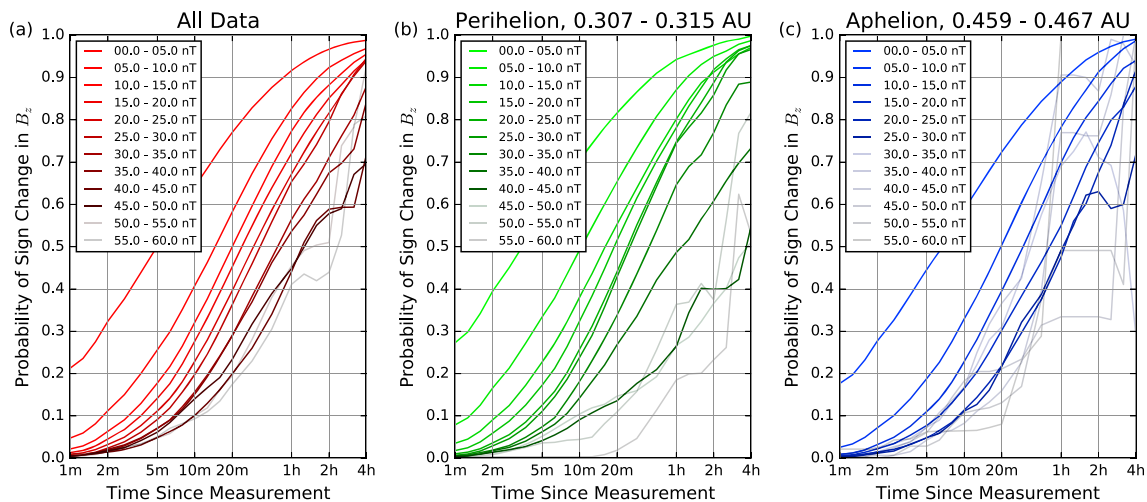 (a)
All Data
Probability of Sign Change in Bz
1.0
0.9
0.8
0.7
0.6
0.5
0.4
0.3
0.2
0.1
0.0
00.0 - 05.0 nT
05.0 - 10.0 nT
10.0 - 15.0 nT
15.0 - 20.0 nT
20.0 - 25.0 nT
25.0 - 30.0 nT
30.0 - 35.0 nT
35.0 - 40.0 nT
40.0 - 45.0 nT
45.0 - 50.0 nT
50.0 - 55.0 nT
55.0 - 60.0 nT
1m 2m 5m 10m 20m 1h 2h 4h
Time Since Measurement
(b)
Perihelion, 0.307 - 0.315 AU
Probability of Sign Change in Bz
1.0
0.9
0.8
0.7
0.6
0.5
0.4
0.3
0.2
0.1
0.0
00.0 - 05.0 nT
05.0 - 10.0 nT
10.0 - 15.0 nT
15.0 - 20.0 nT
20.0 - 25.0 nT
25.0 - 30.0 nT
30.0 - 35.0 nT
35.0 - 40.0 nT
40.0 - 45.0 nT
45.0 - 50.0 nT
50.0 - 55.0 nT
55.0 - 60.0 nT
1m 2m 5m 10m 20m 1h 2h 4h
Time Since Measurement
(c)
Aphelion, 0.459 - 0.467 AU
Probability of Sign Change in Bz
1.0
0.9
0.8
0.7
0.6
0.5
0.4
0.3
0.2
0.1
0.0
00.0 - 05.0 nT
05.0 - 10.0 nT
10.0 - 15.0 nT
15.0 - 20.0 nT
20.0 - 25.0 nT
25.0 - 30.0 nT
30.0 - 35.0 nT
35.0 - 40.0 nT
40.0 - 45.0 nT
45.0 - 50.0 nT
50.0 - 55.0 nT
55.0 - 60.0 nT
1m 2m 5m 10m 20m 1h 2h 4h
Time Since Measurement